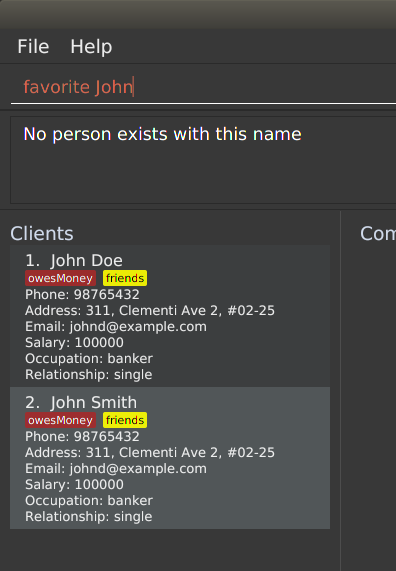 File Help
favorite John
No person exists with this name
Clients
Com
1. John Doe
owesMoney friends
Phone: 98765432
Address: 311, Clementi Ave 2, #02-25
Email: johnd@example.com
Salary: 100000
Occupation: banker
Relationship: single
2. John Smith
owesMoney friends
Phone: 98765432
Address: 311, Clementi Ave 2, #02-25
Email: johnd@example.com
Salary: 100000
Occupation: banker
Relationship: single